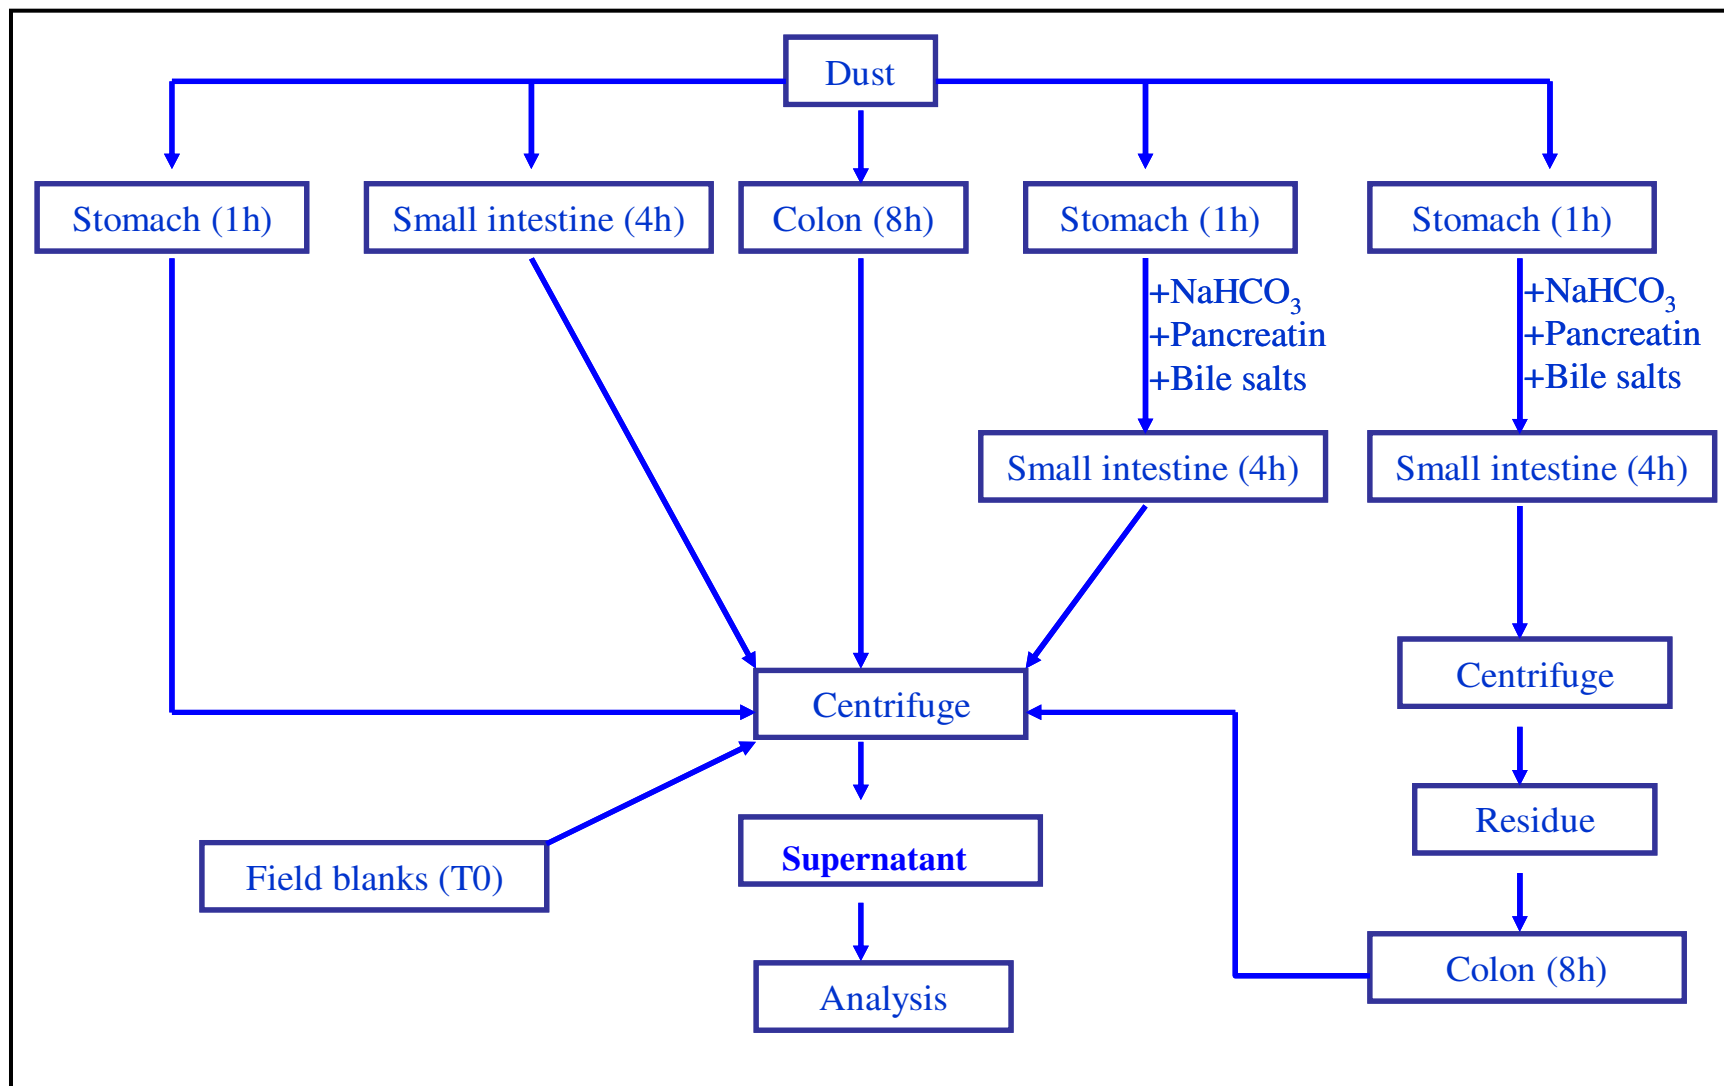 Dust
Stomach (1h)
Small intestine (4h)
Colon (8h)
Stomach (1h)
Stomach (1h)
+NaHCO₃
+Pancreatin
+Bile salts
+NaHCO₃
+Pancreatin
+Bile salts
Small intestine (4h)
Small intestine (4h)
Centrifuge
Centrifuge
Residue
Supernatant
Field blanks (T0)
Colon (8h)
Analysis